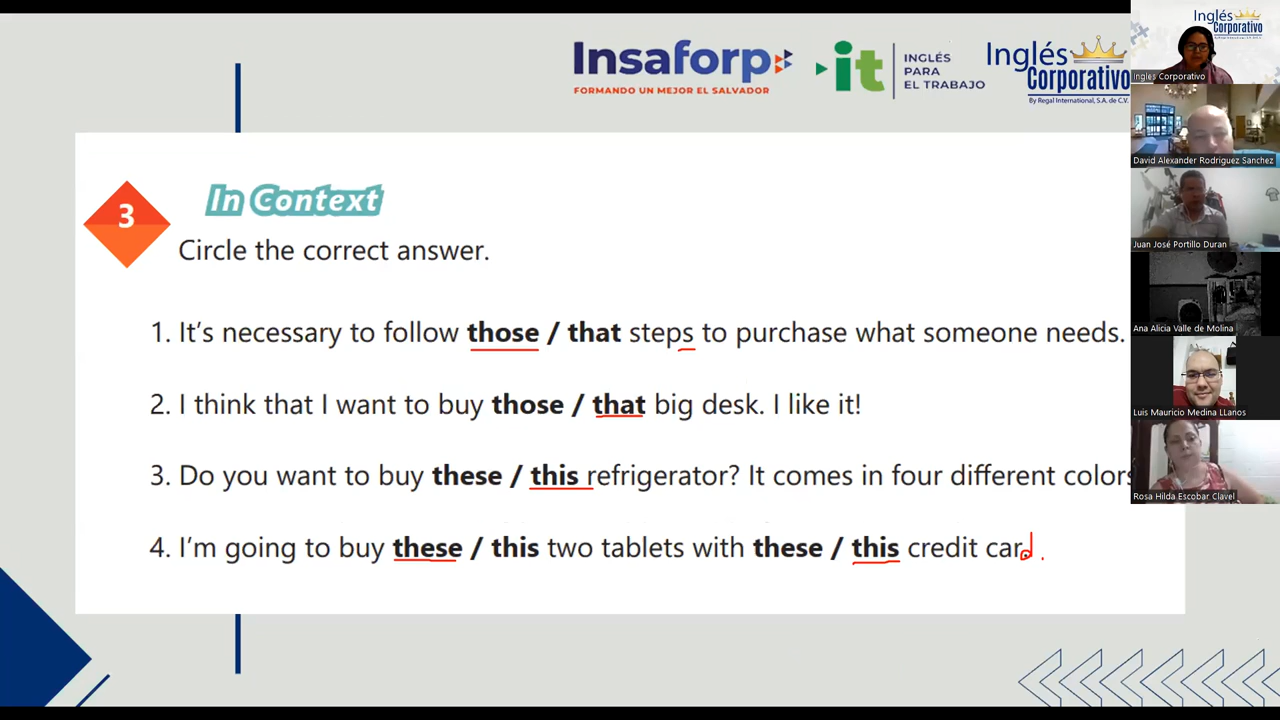 Insaforp
FORMANDO UN MEJOR EL SALVADOR
it
INGLÉS
PARA
EL TRABAJO
Inglés
Corporativo
By Regal International, S.A. de C.V.
3
In Context
Circle the correct answer.
1. It's necessary to follow those / that steps to purchase what someone needs.
2. I think that I want to buy those / that big desk. I like it!
3. Do you want to buy these / this refrigerator? It comes in four different colors
4. I'm going to buy these / this two tablets with these / this credit card.
Inglés
Corporativo
Ingles Corporativo
David Alexander Rodriguez Sanchez
Juan José Portillo Duran
Ana Alicia Valle de Molina
Luis Mauricio Medina LLanos
Rosa Hilda Escobar Clavel